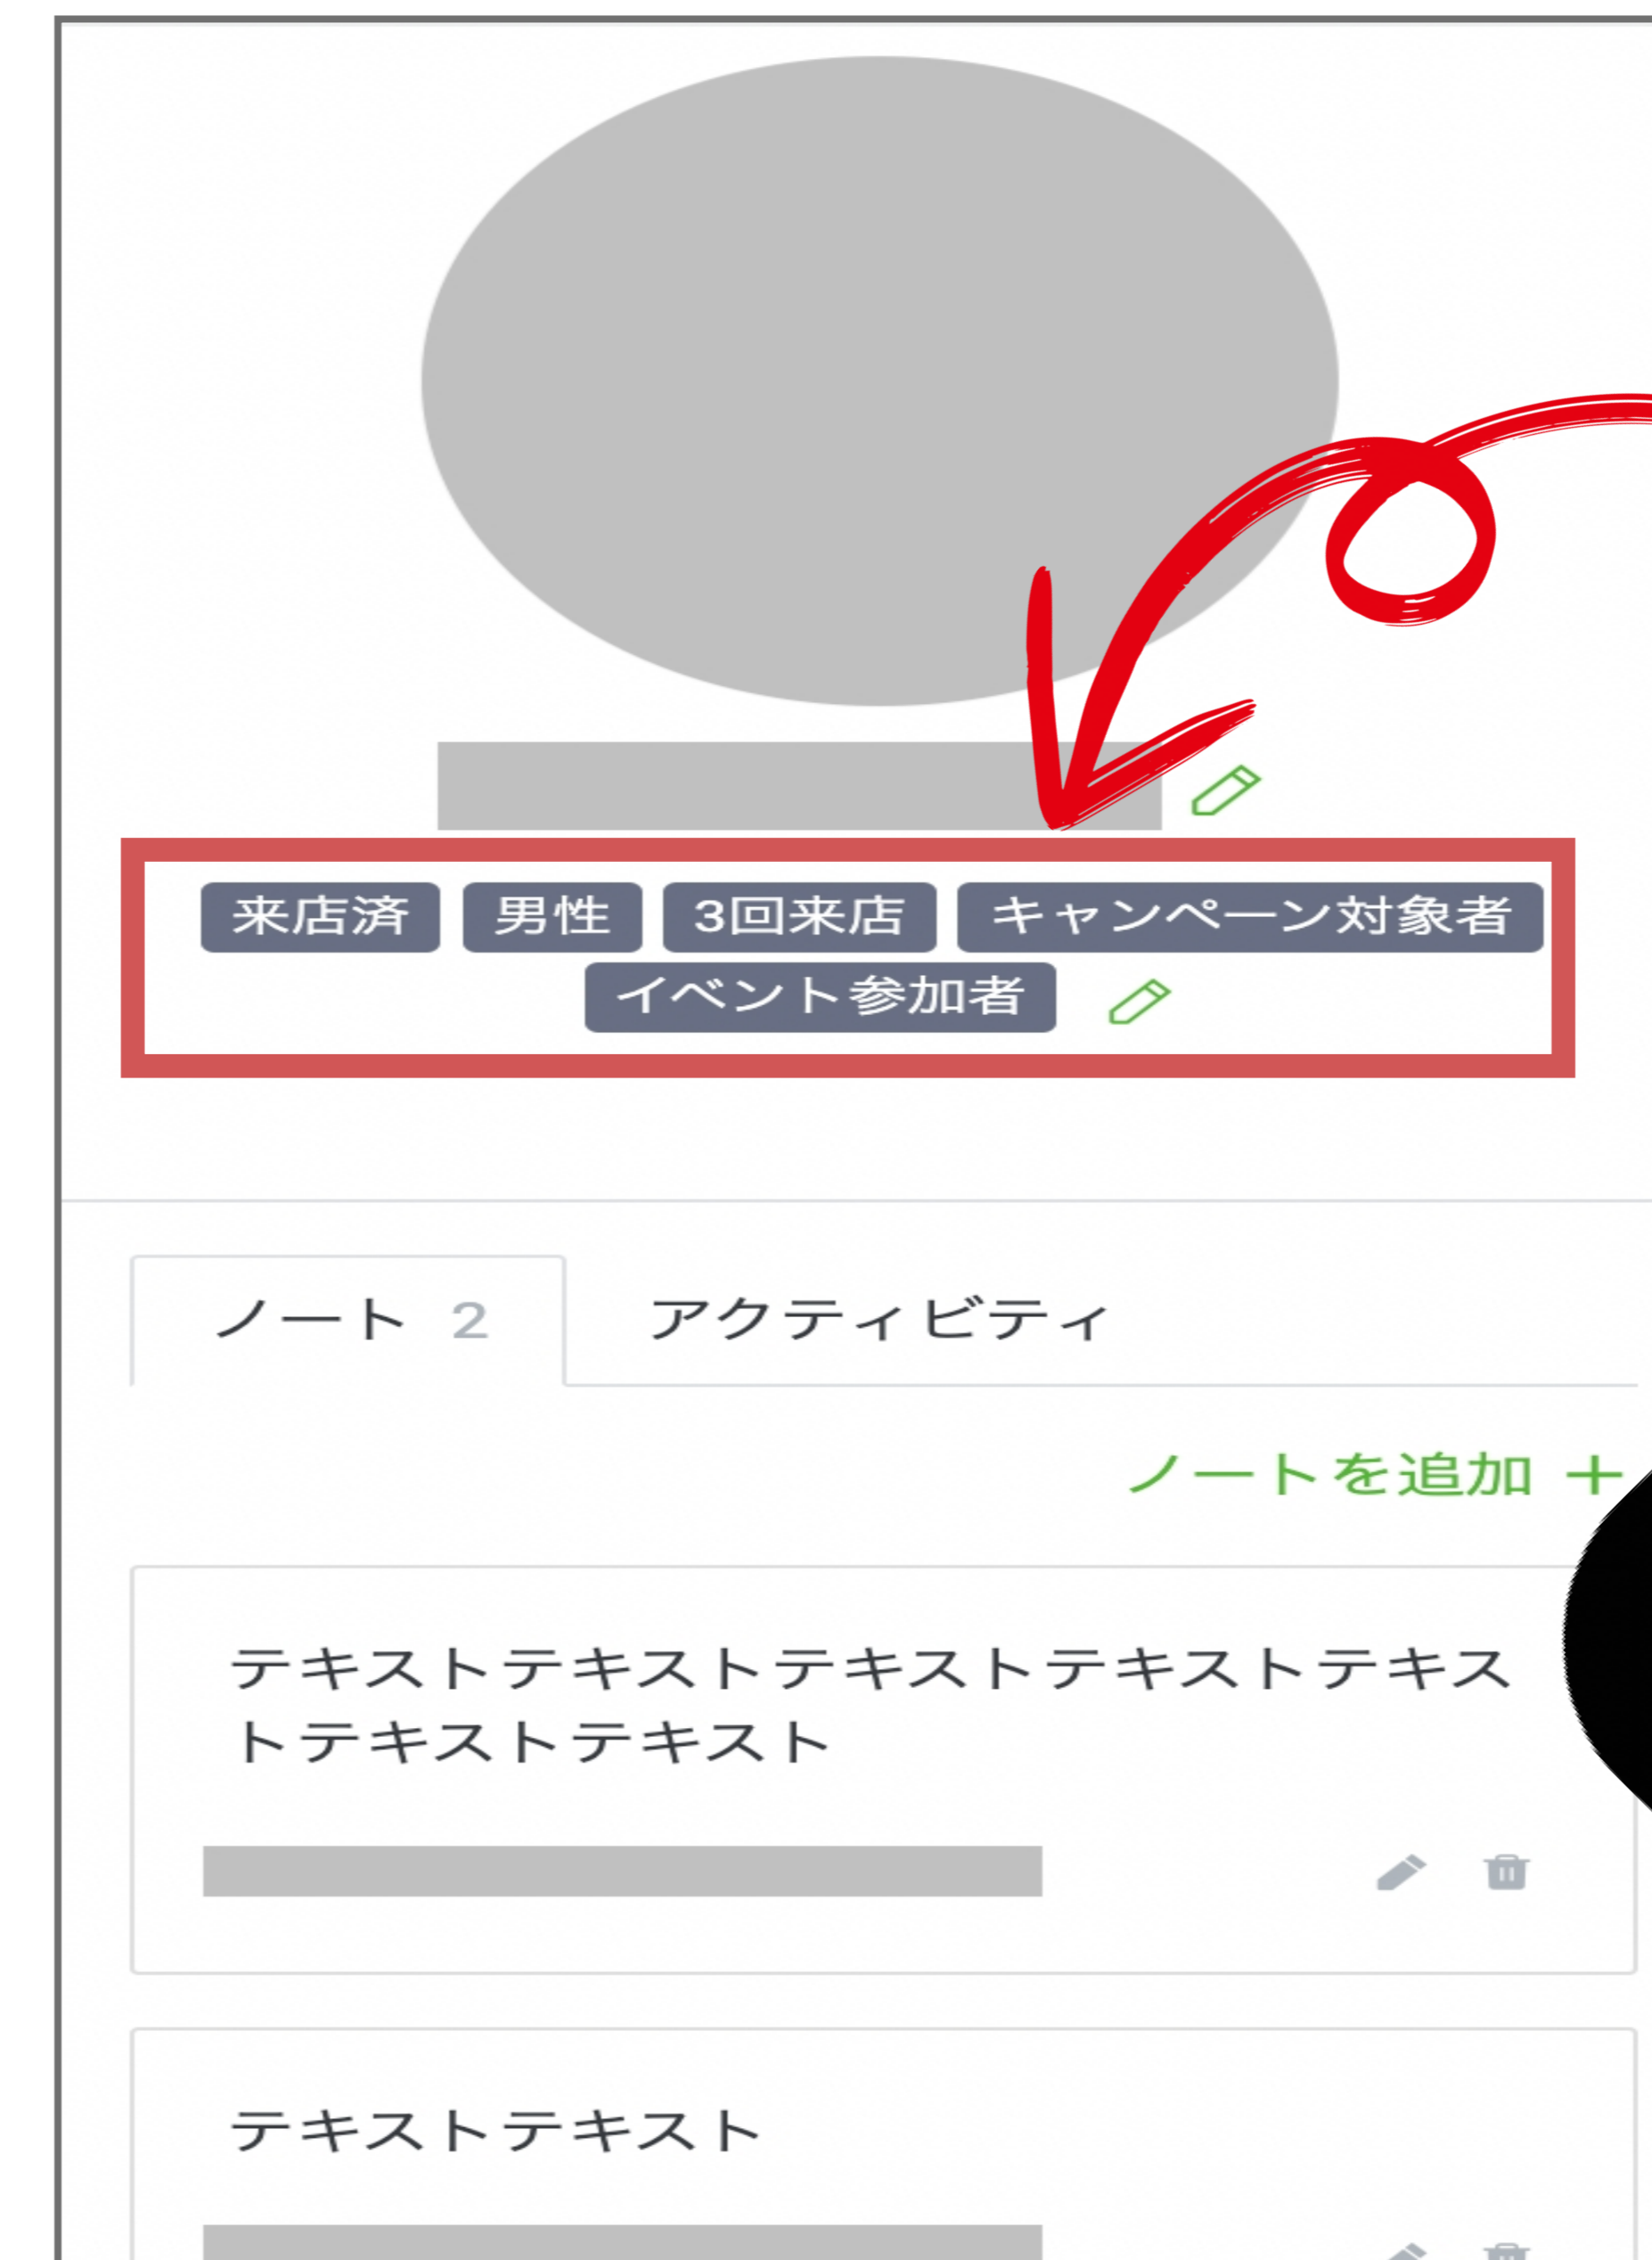 来店済 男性 3回来店 キャンペーン対象者
イベント参加者
ノート 2 アクティビティ
ノートを追加 +
テキストテキストテキストテキストテキス
トテキストテキスト
テキストテキスト